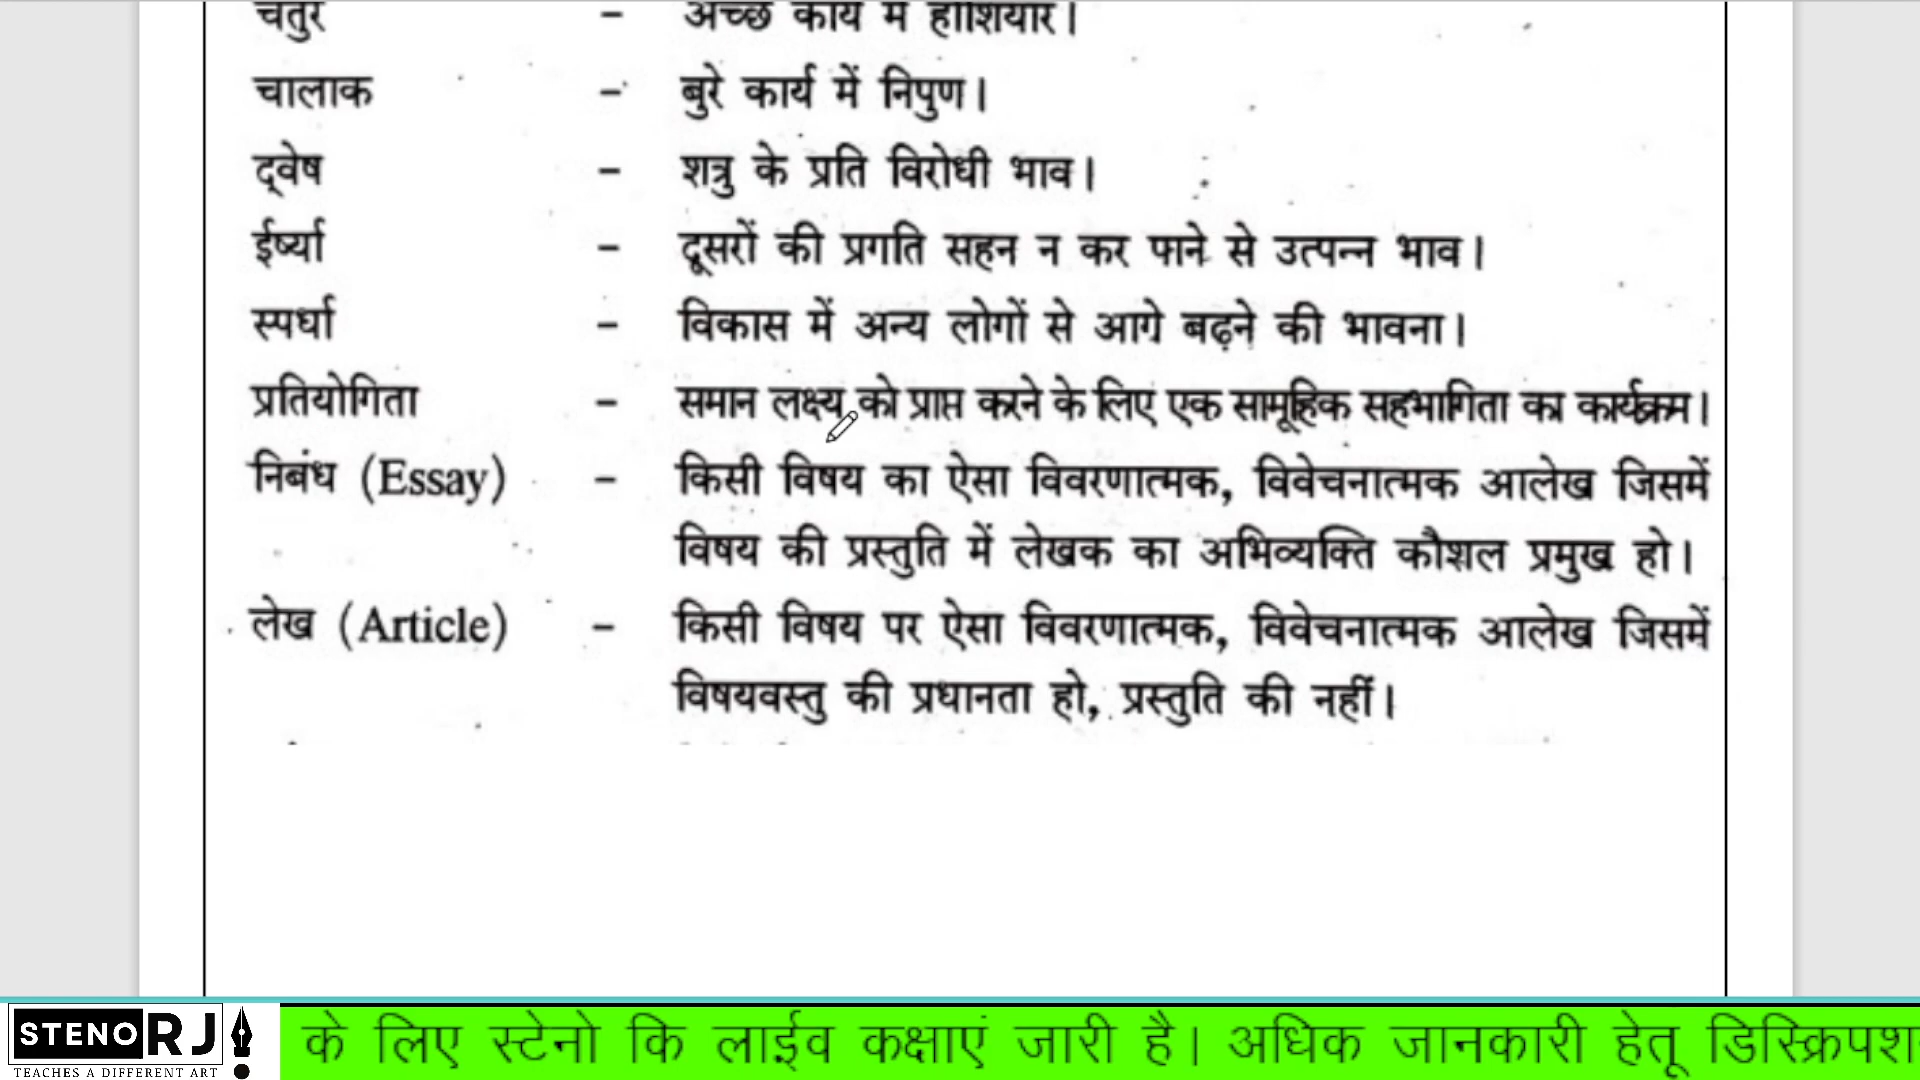 चतुर - अच्छे कार्य में होशियार।
चालाक - बुरे कार्य में निपुण।
द्वेष - शत्रु के प्रति विरोधी भाव।
ईर्ष्या - दूसरों की प्रगति सहन न कर पाने से उत्पन्न भाव।
स्पर्धा - विकास में अन्य लोगों से आगे बढ़ने की भावना।
प्रतियोगिता - समान लक्ष्य को प्राप्त करने के लिए एक सामूहिक सहभागिता का कार्यक्रम।
निबंध (Essay) - किसी विषय का ऐसा विवरणात्मक, विवेचनात्मक आलेख जिसमें
विषय की प्रस्तुति में लेखक का अभिव्यक्ति कौशल प्रमुख हो।
लेख (Article) - किसी विषय पर ऐसा विवरणात्मक, विवेचनात्मक आलेख जिसमें
विषयवस्तु की प्रधानता हो, प्रस्तुति की नहीं।
STENO RJ
TEACHES A DIFFERENT ART
के लिए स्टेनो कि लाईव कक्षाएं जारी है। अधिक जानकारी हेतू डिस्क्रिपश